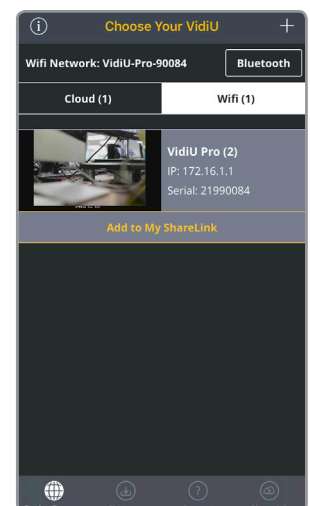 Choose Your VidiU
Wifi Network: VidiU-Pro-90084
Bluetooth
Cloud (1)
Wifi (1)
VidiU Pro (2)
IP: 172.16.1.1
Serial: 21990084
Add to My ShareLink